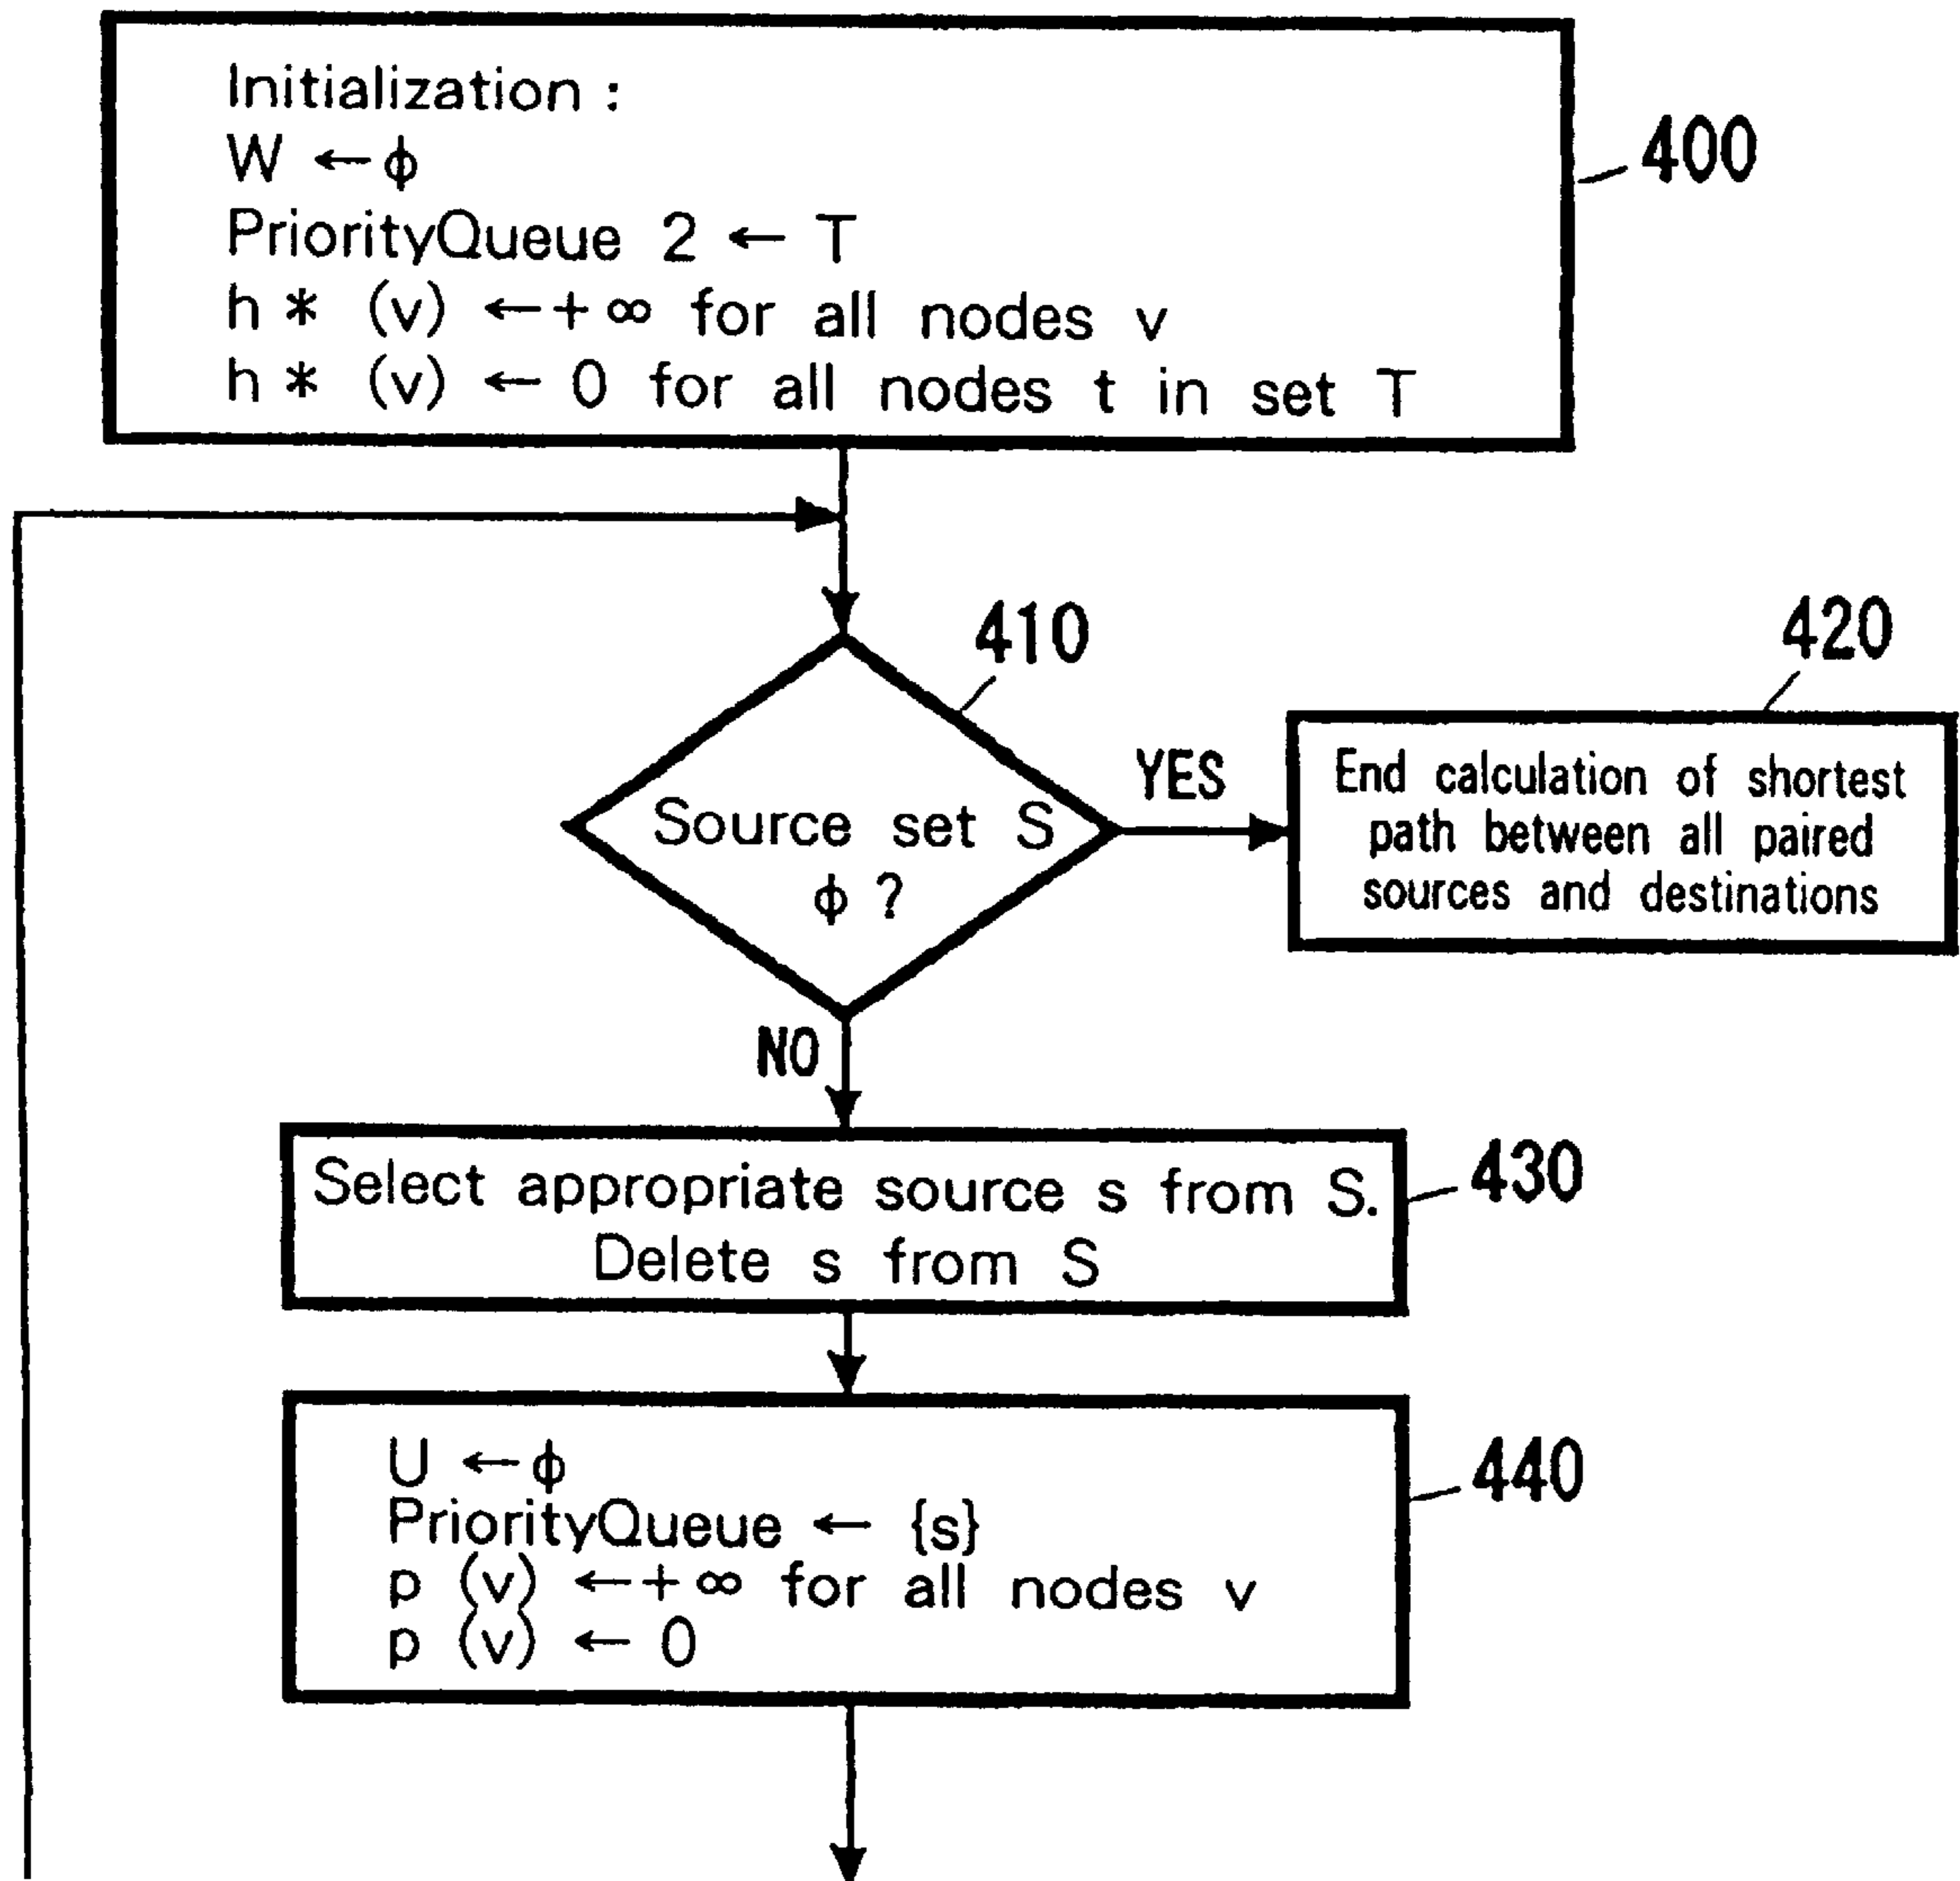 Initialization :
W ← ϕ
PriorityQueue 2 ← T
h * (v) ← + ∞ for all nodes v
h * (v) ← 0 for all nodes t in set T
400
410
420
Source set S
ϕ ?
YES
End calculation of shortest
path between all paired
sources and destinations
NO
Select appropriate source s from S.
Delete s from S
430
U ← ϕ
PriorityQueue ← {s}
p (v) ← + ∞ for all nodes v
p (v) ← 0
440